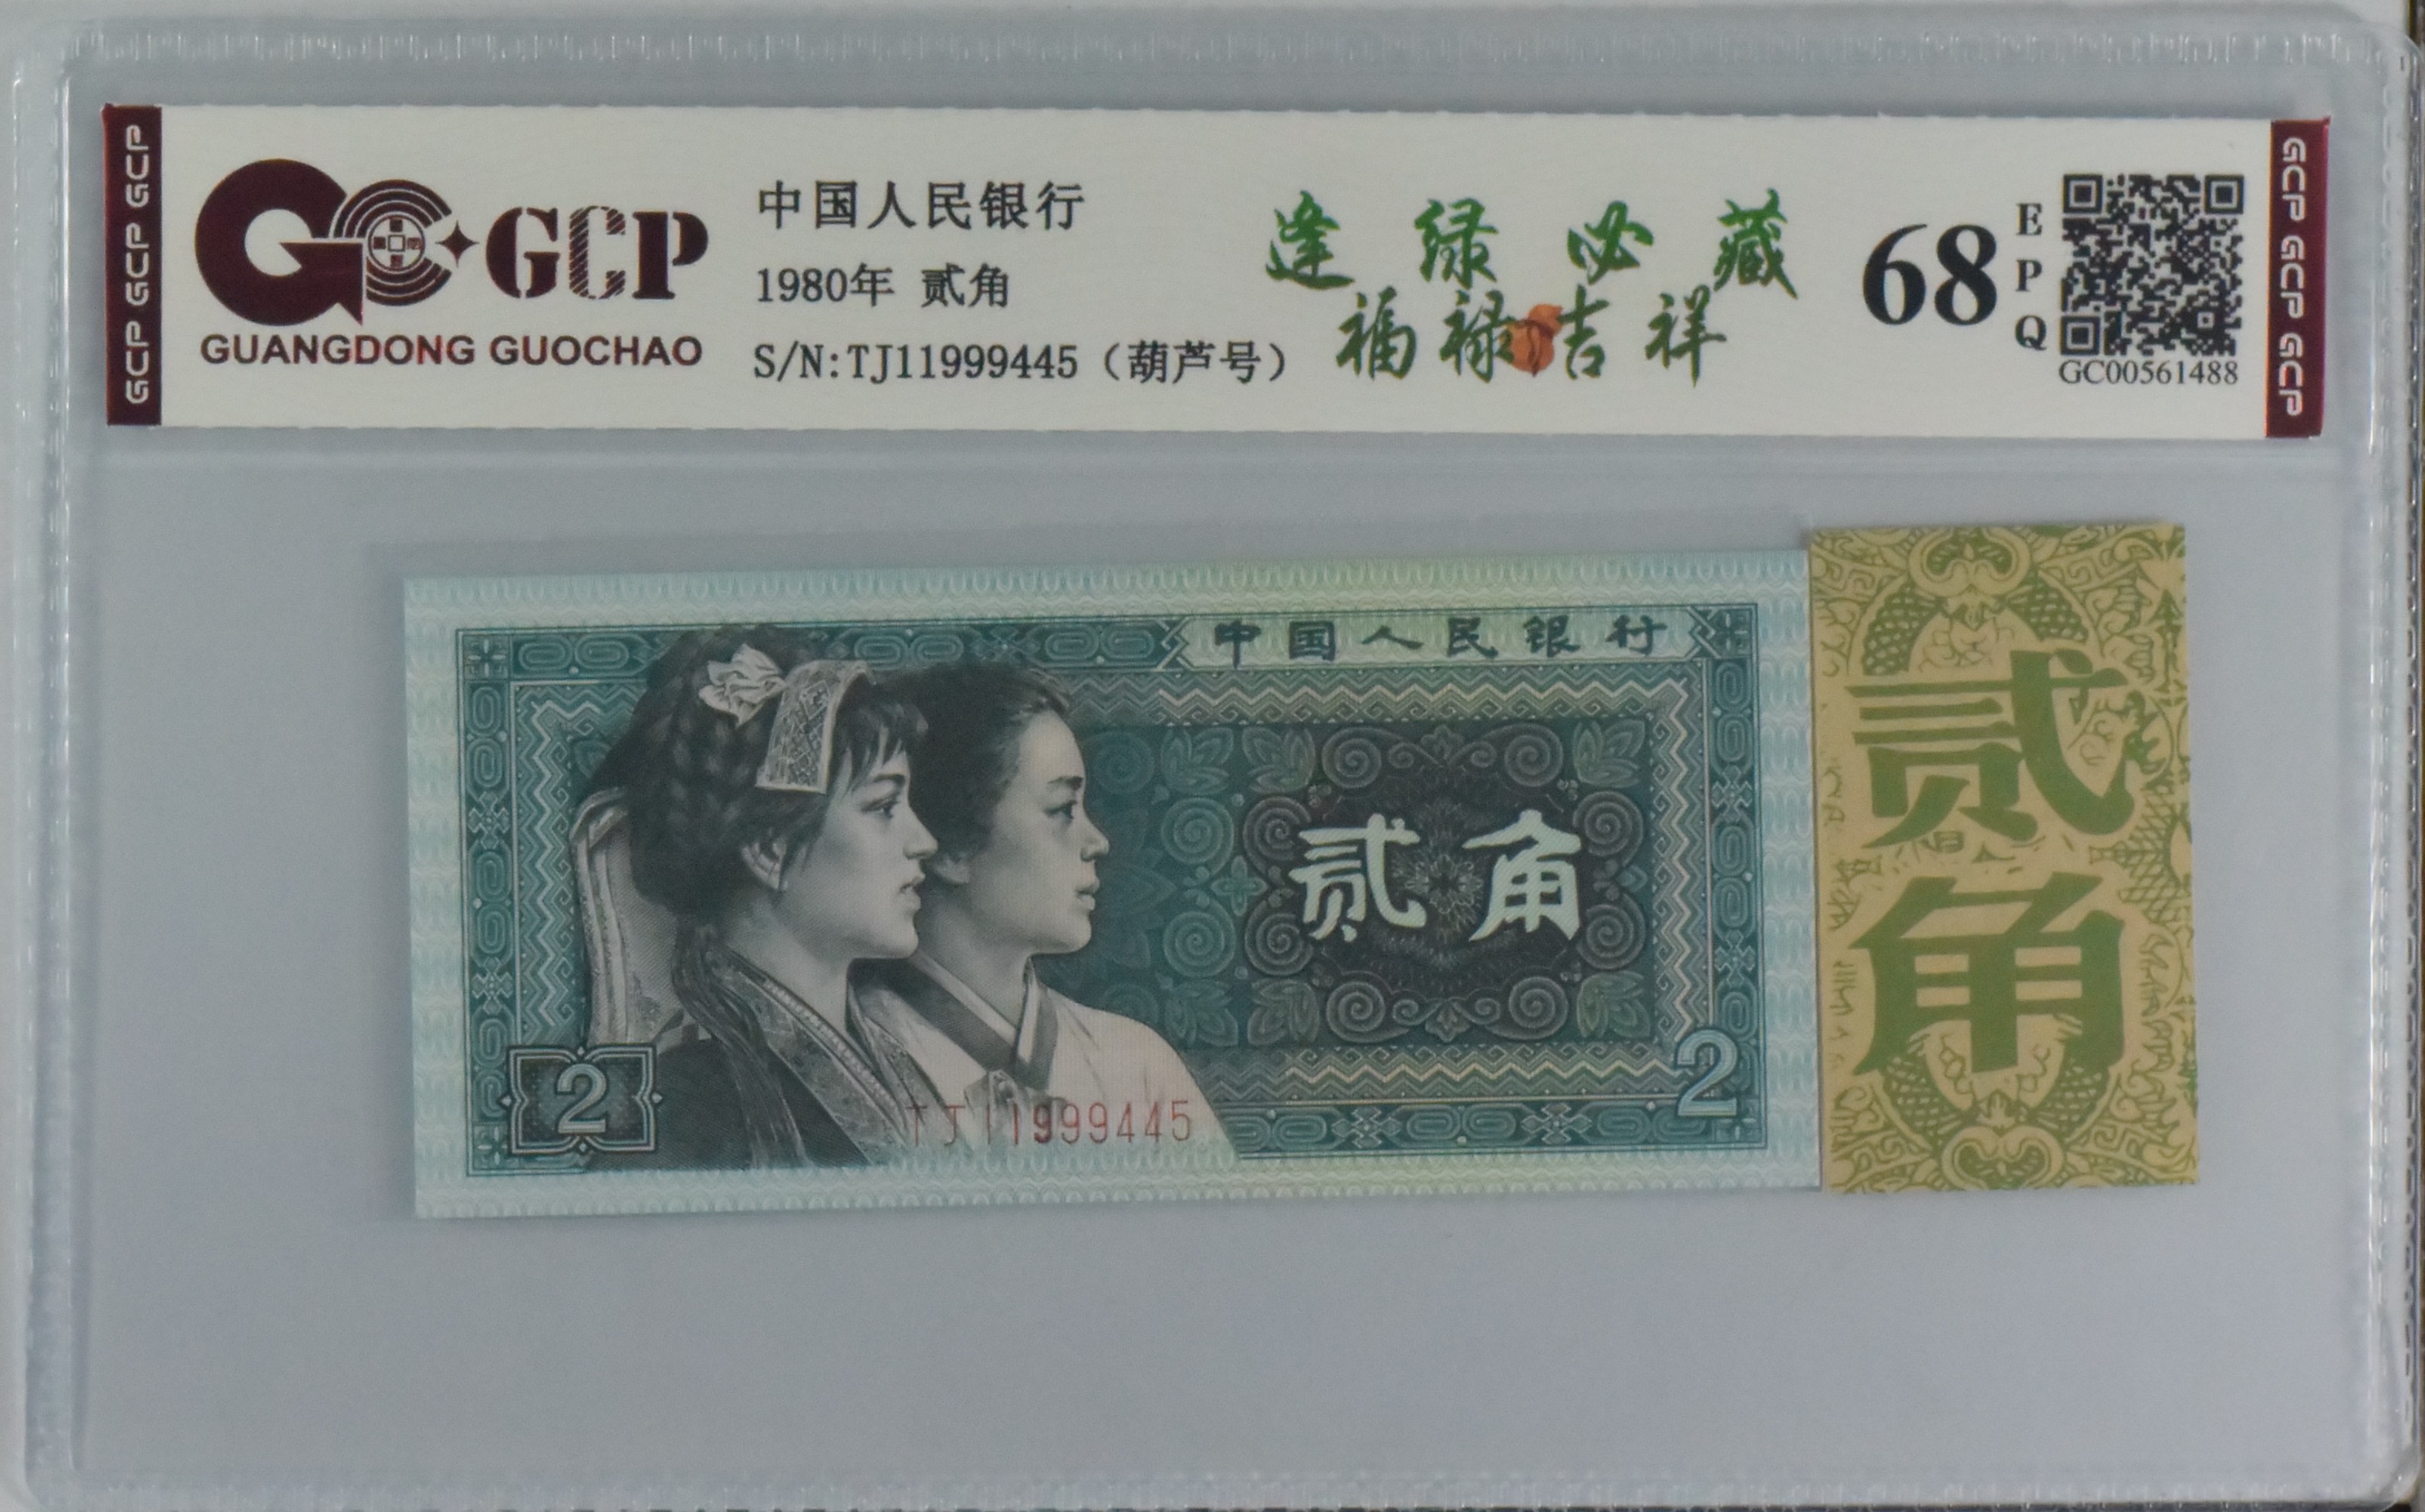 GCP GCP GCP
GCP
GUANGDONG GUOCHAO
中国人民银行
1980年 贰角
S/N:TJ11999445（葫芦号）
逢绿必藏
福禄吉祥
68
EPQ
GC00561488
GCP GCP GCP
中国人民银行
贰角
2
2
TJ11999445
贰角